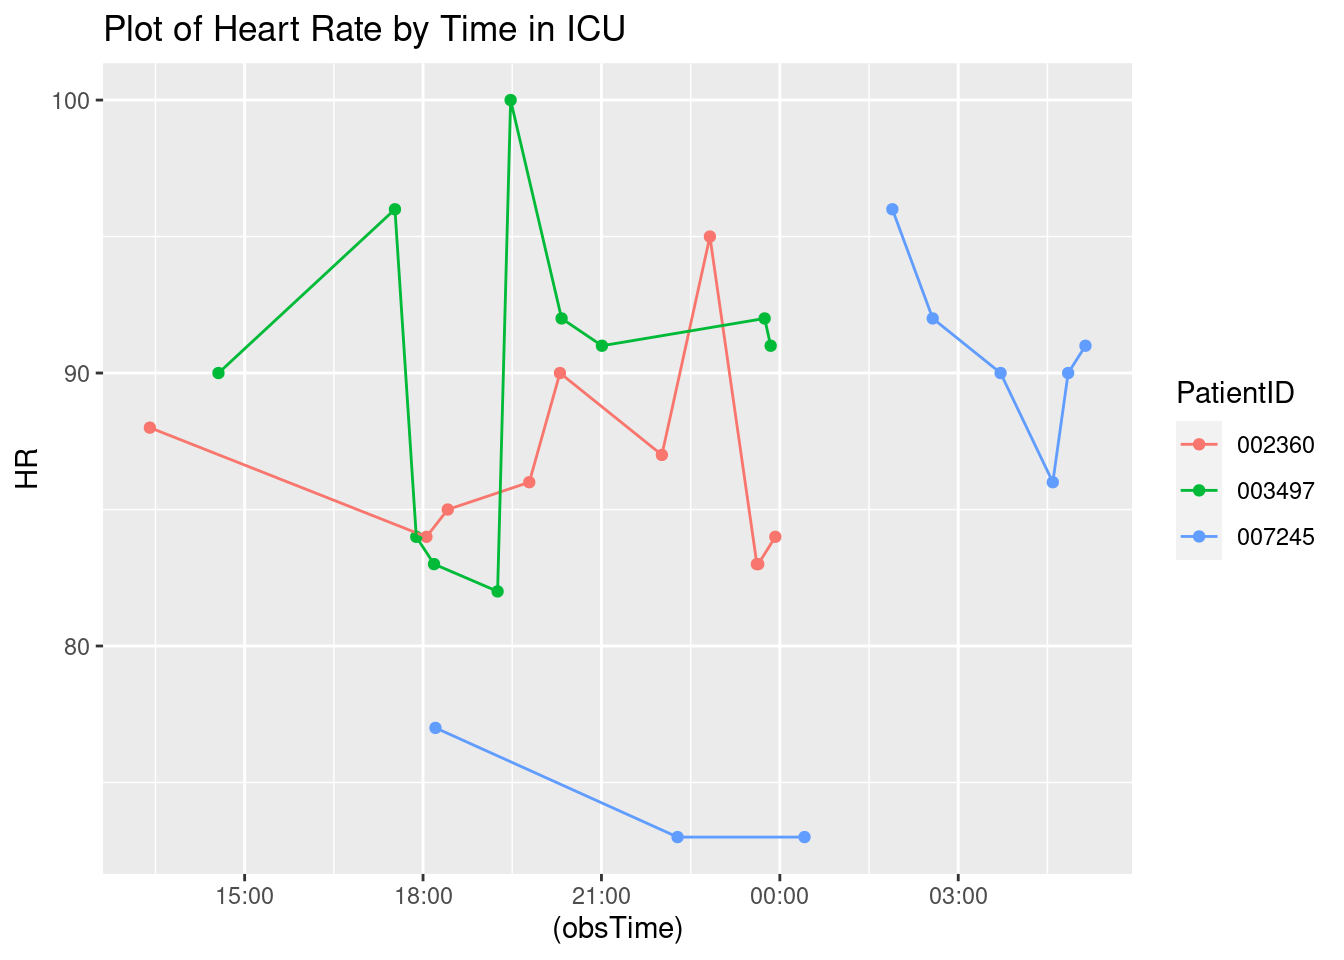 Plot of Heart Rate by Time in ICU
100
90
80
HR
15:00 18:00 21:00 00:00 03:00
(obsTime)
PatientID
002360
003497
007245